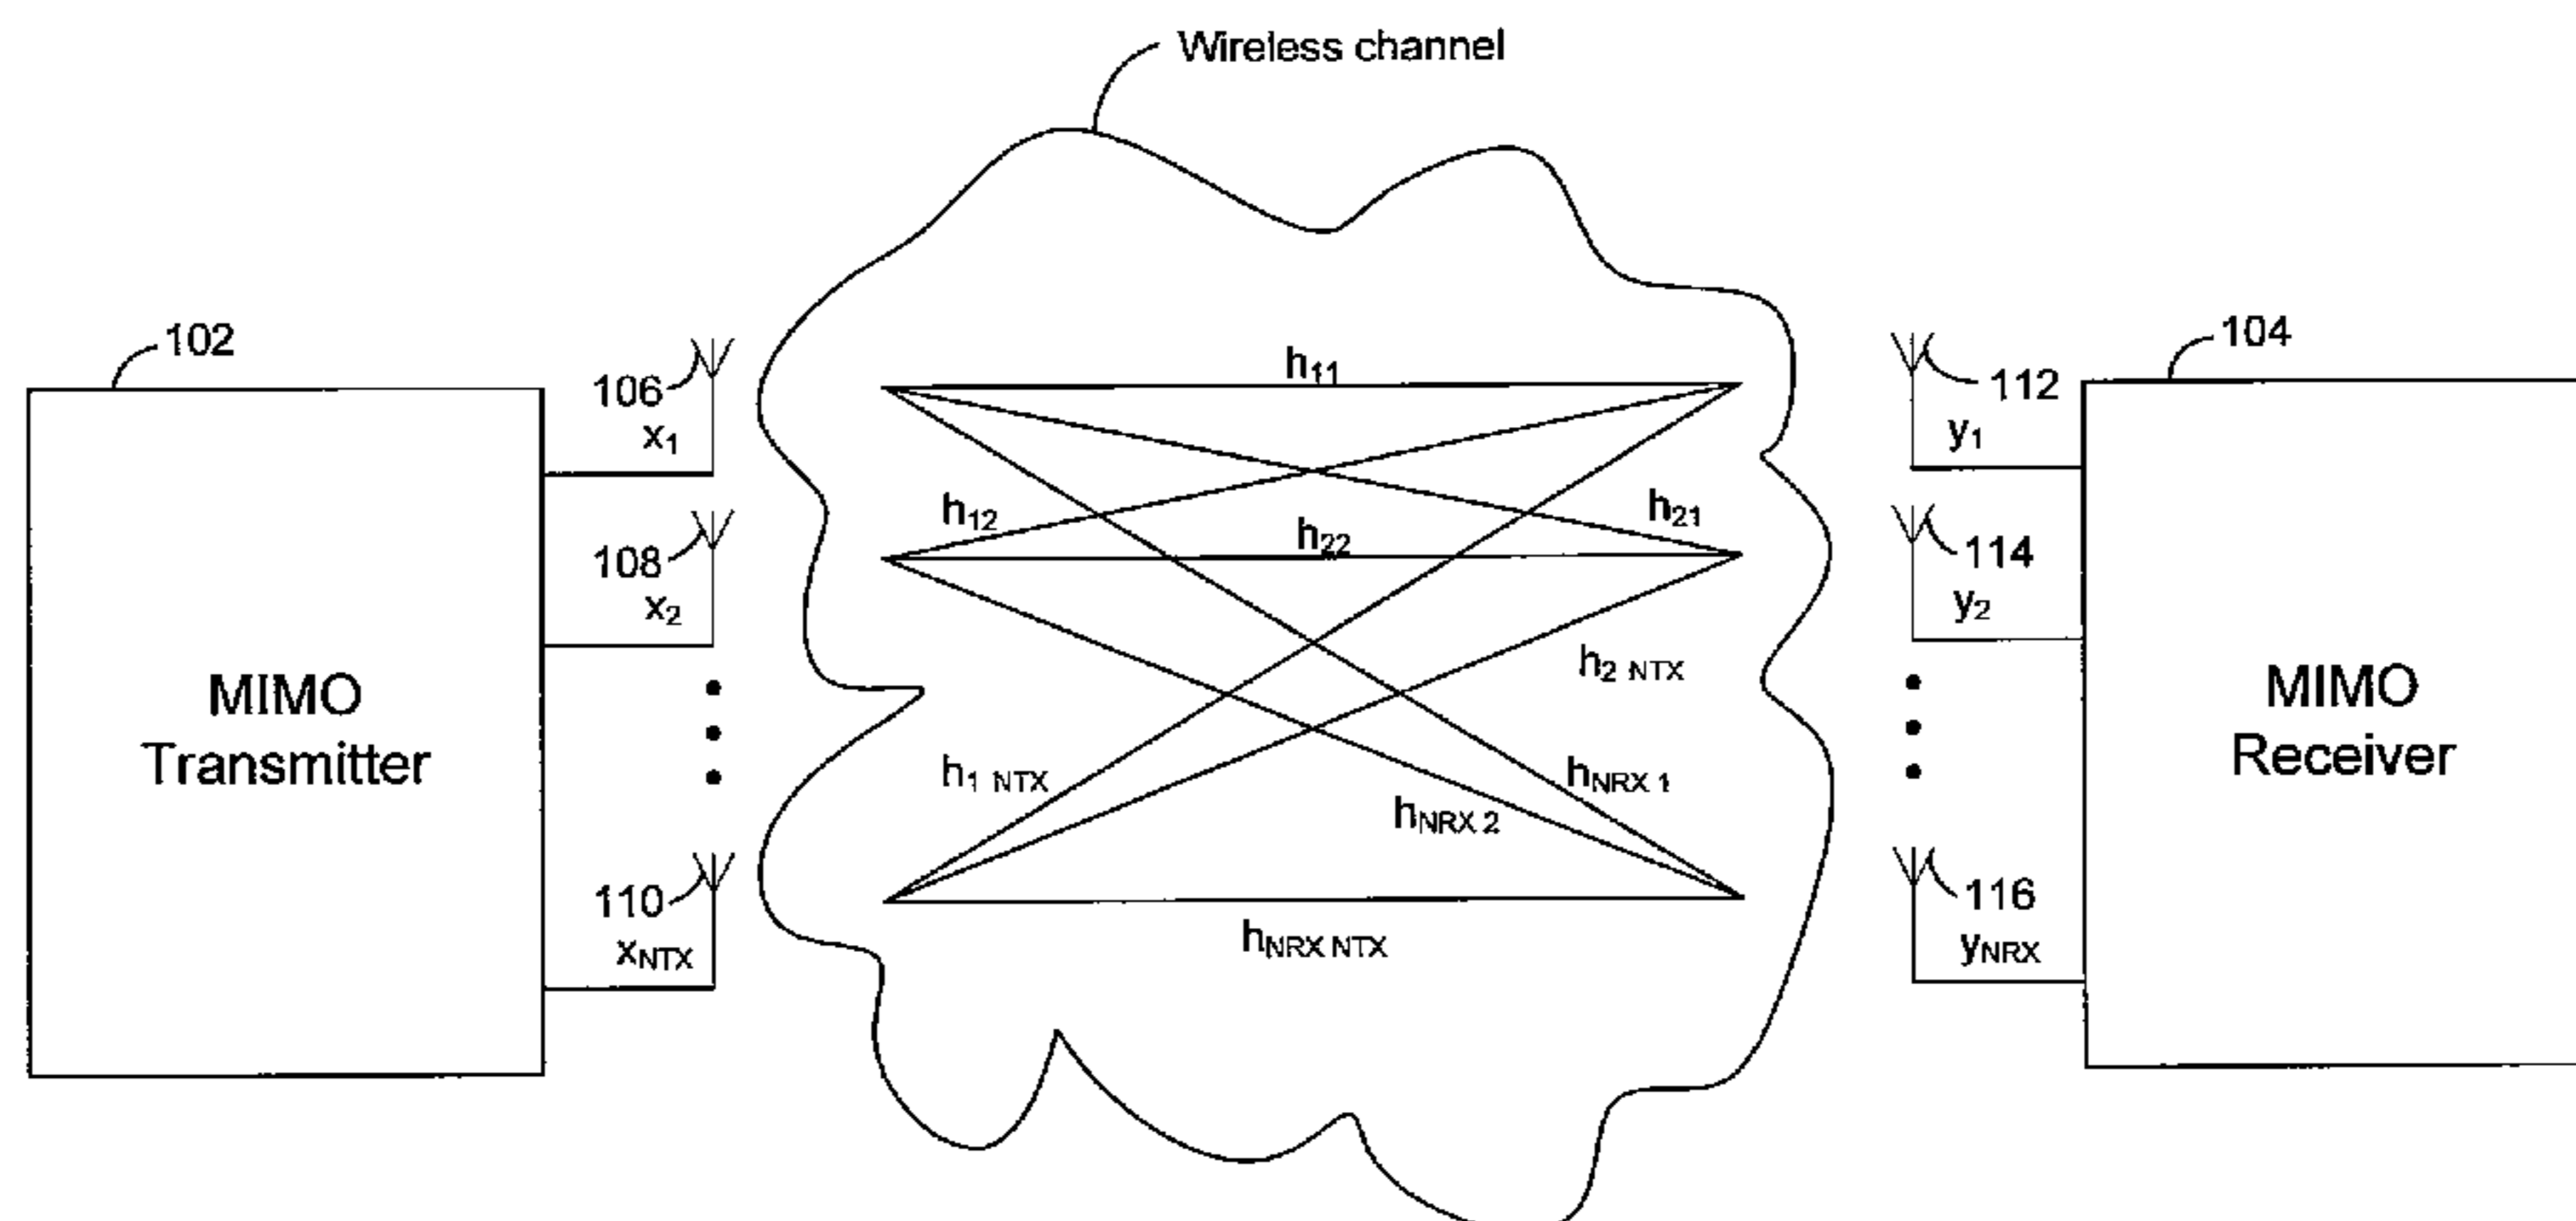 Wireless channel
102
106
x1
108
x2
MIMO
Transmitter
110
xNTX
h11
h12
h21
h22
h2 NTX
h1 NTX
hNRX 1
hNRX 2
hNRX NTX
104
112
y1
114
y2
MIMO
Receiver
116
yNRX